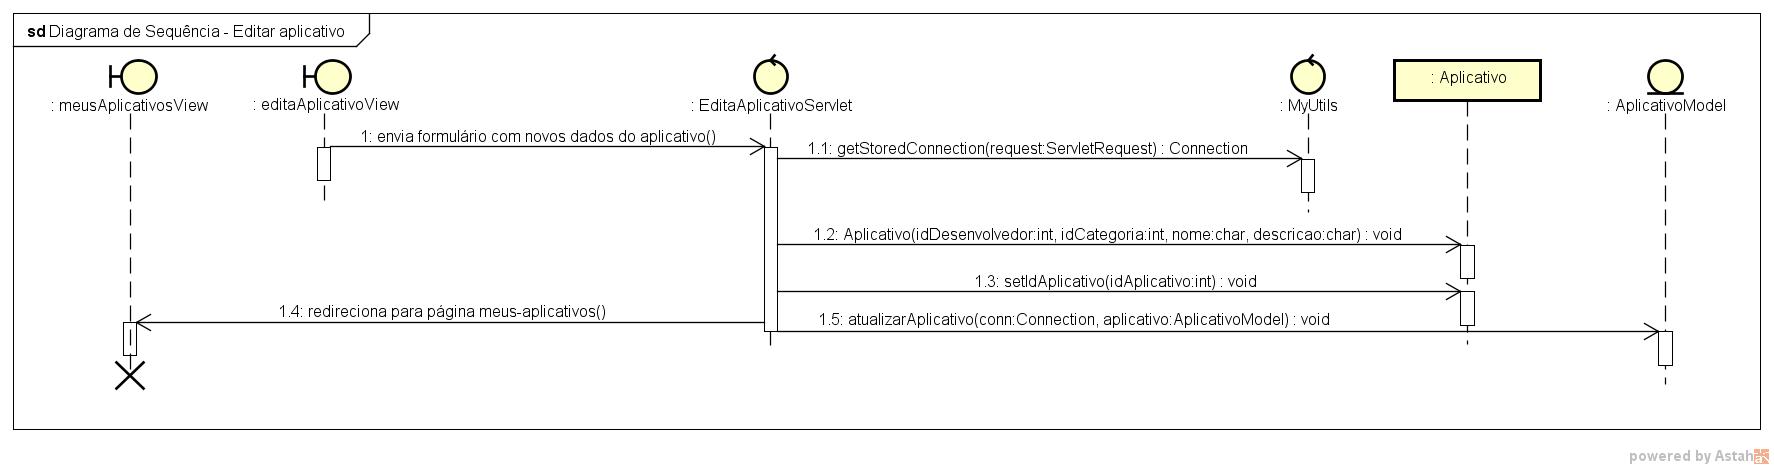 sd Diagrama de Sequência - Editar aplicativo
: meusAplicativosView
: editaAplicativoView
: EditaAplicativoServlet
: MyUtils
: Aplicativo
: AplicativoModel
1: envia formulário com novos dados do aplicativo()
1.1: getStoredConnection(request:ServletRequest) : Connection
1.2: Aplicativo(idDesenvolvedor:int, idCategoria:int, nome:char, descricao:char) : void
1.3: setIdAplicativo(idAplicativo:int) : void
1.4: redireciona para página meus-aplicativos()
1.5: atualizarAplicativo(conn:Connection, aplicativo:AplicativoModel) : void
powered by Astah